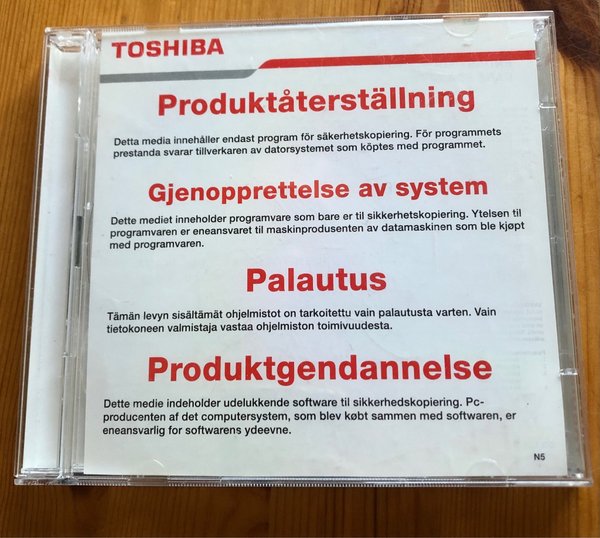 TOSHIBA
Produktåterställning
Detta media innehåller endast program för säkerhetskopiering. För programmets
prestanda svarar tillverkaren av datorsystemet som köptes med programmet.
Gjenopprettelse av system
Dette mediet inneholder programvare som bare er til sikkerhetskopiering. Ytelsen til
programvaren er eneansvaret til maskinprodusenten av datamaskinen som ble kjøpt
med programvaren.
Palautus
Tämän levyn sisältämät ohjelmistot on tarkoitettu vain palautusta varten. Vain
tietokoneen valmistaja vastaa ohjelmiston toimivuudesta.
Produktgendannelse
Dette medie indeholder udelukkende software til sikkerhedskopiering. Pc-
producenten af det computersystem, som blev købt sammen med softwaren, er
eneansvarlig for softwarens ydeevne.
N5